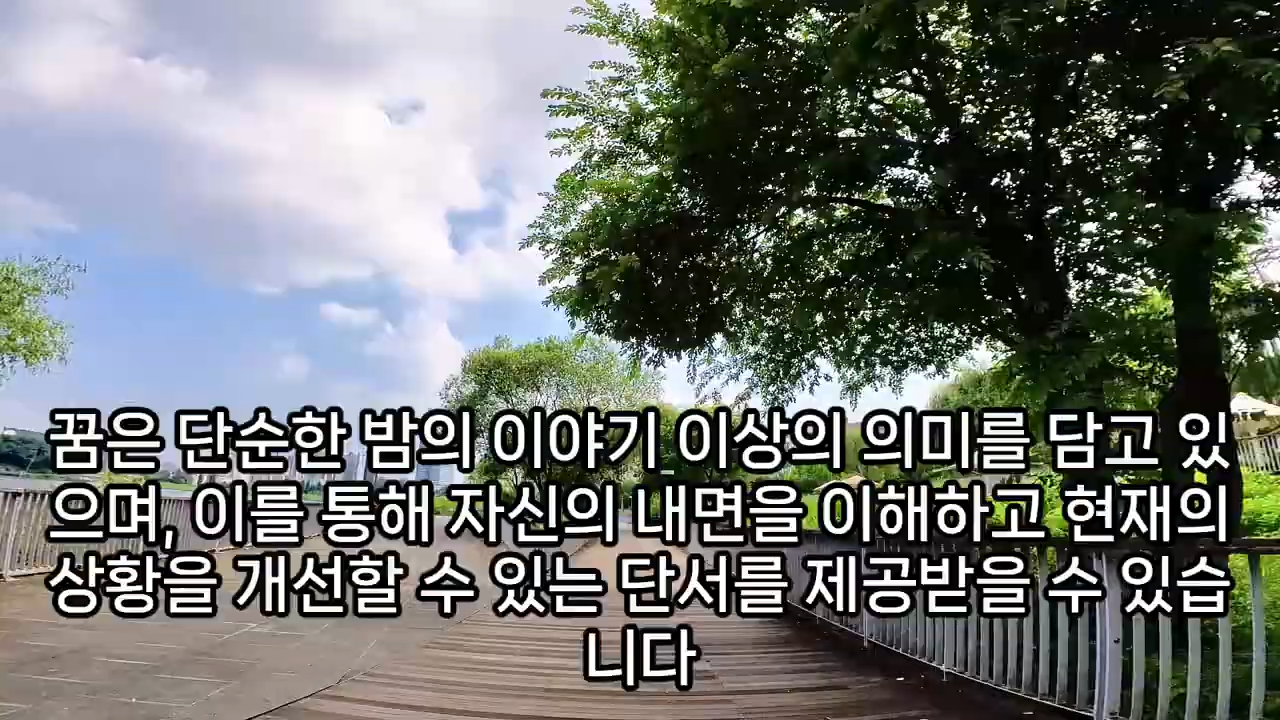 꿈은 단순한 밤의 이야기 이상의 의미를 담고 있
으며, 이를 통해 자신의 내면을 이해하고 현재의
상황을 개선할 수 있는 단서를 제공받을 수 있습
니다